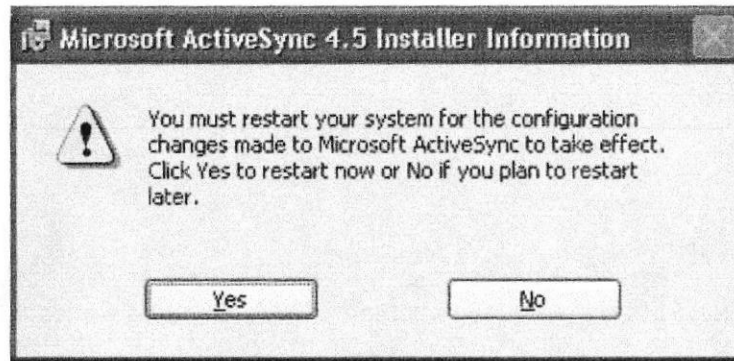 Microsoft ActiveSync 4.5 Installer Information
You must restart your system for the configuration
changes made to Microsoft ActiveSync to take effect.
Click Yes to restart now or No if you plan to restart
later.
Yes
No